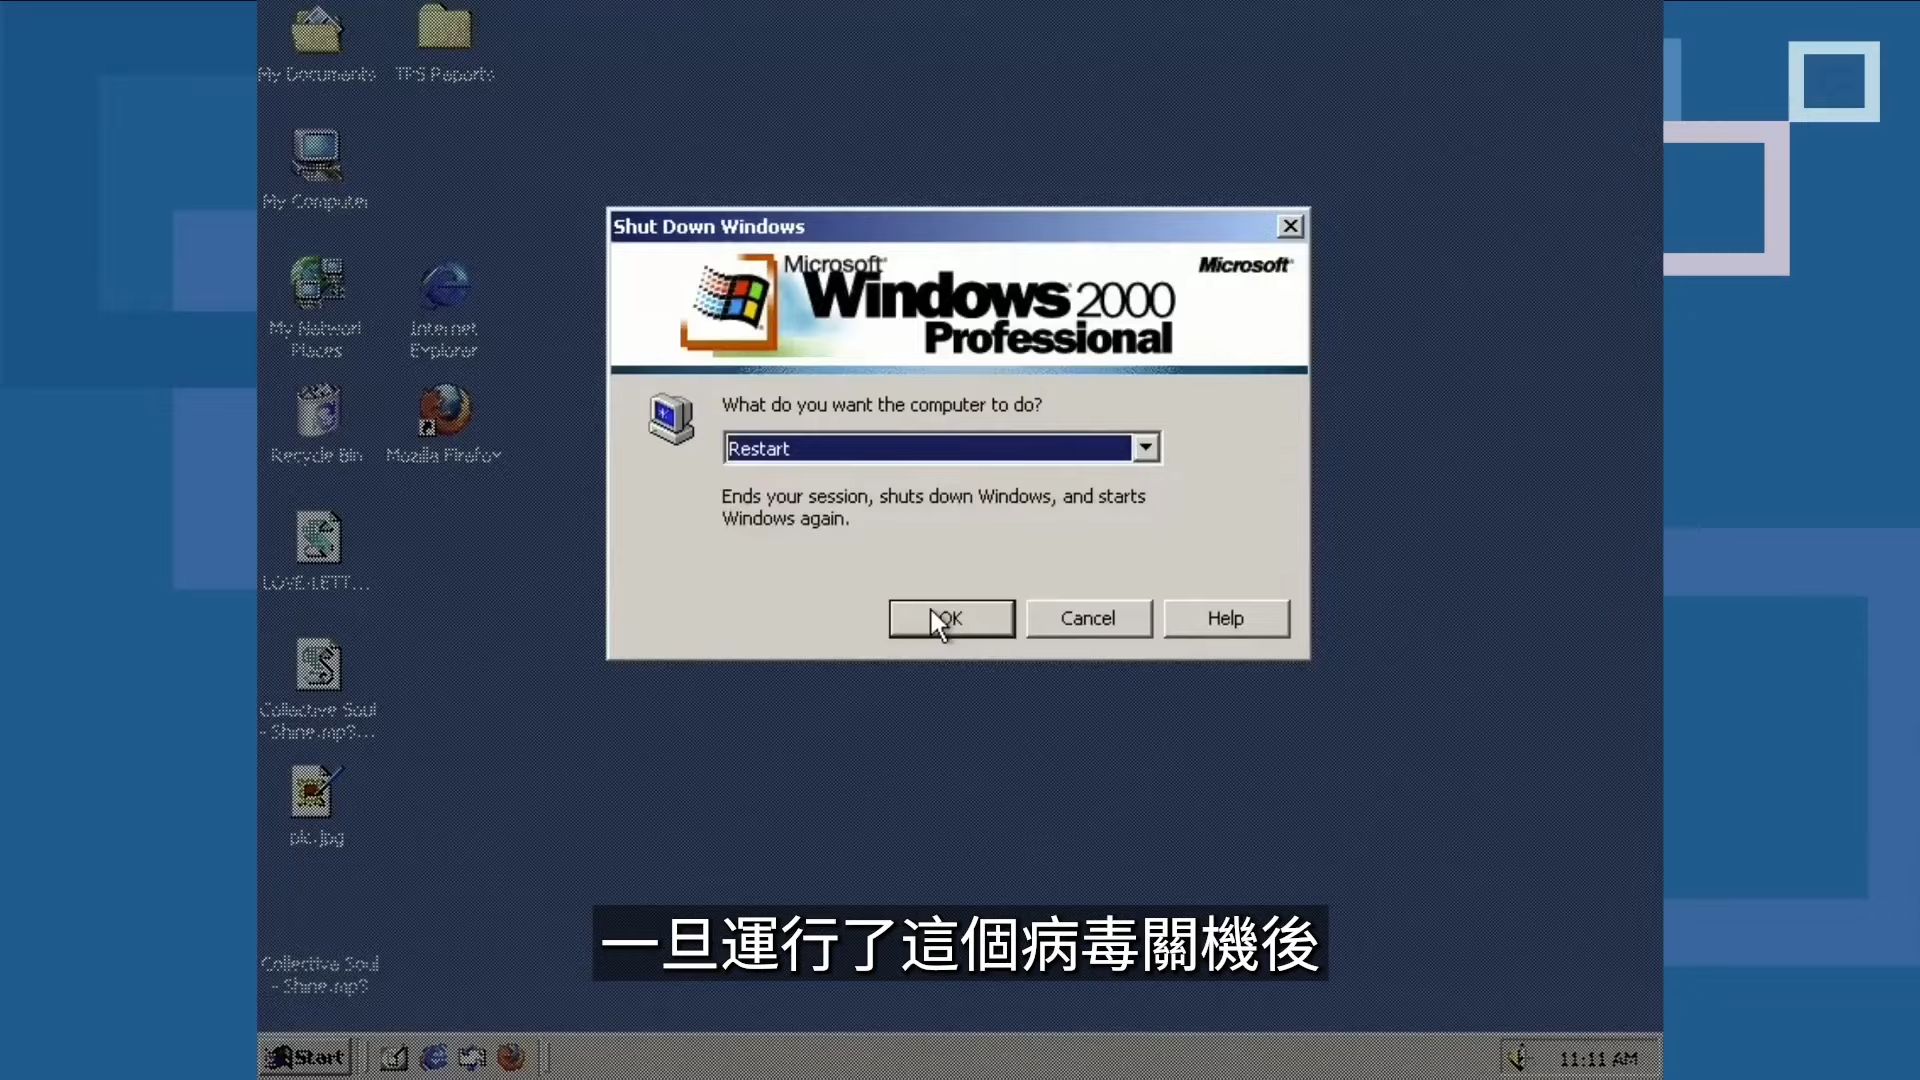 My Documents
TPS Reports
My Computer
My Network
Places
Internet
Explorer
Recycle Bin
Mozilla Firefox
LOVE-LETT...
Collective Soul
- Shine.mp3...
pic.jpg
Collective Soul
- Shine.mp3
Shut Down Windows
Microsoft
Windows 2000
Professional
Microsoft
What do you want the computer to do?
Restart
Ends your session, shuts down Windows, and starts
Windows again.
OK
Cancel
Help
一旦運行了這個病毒關機後
Start
11:11 AM